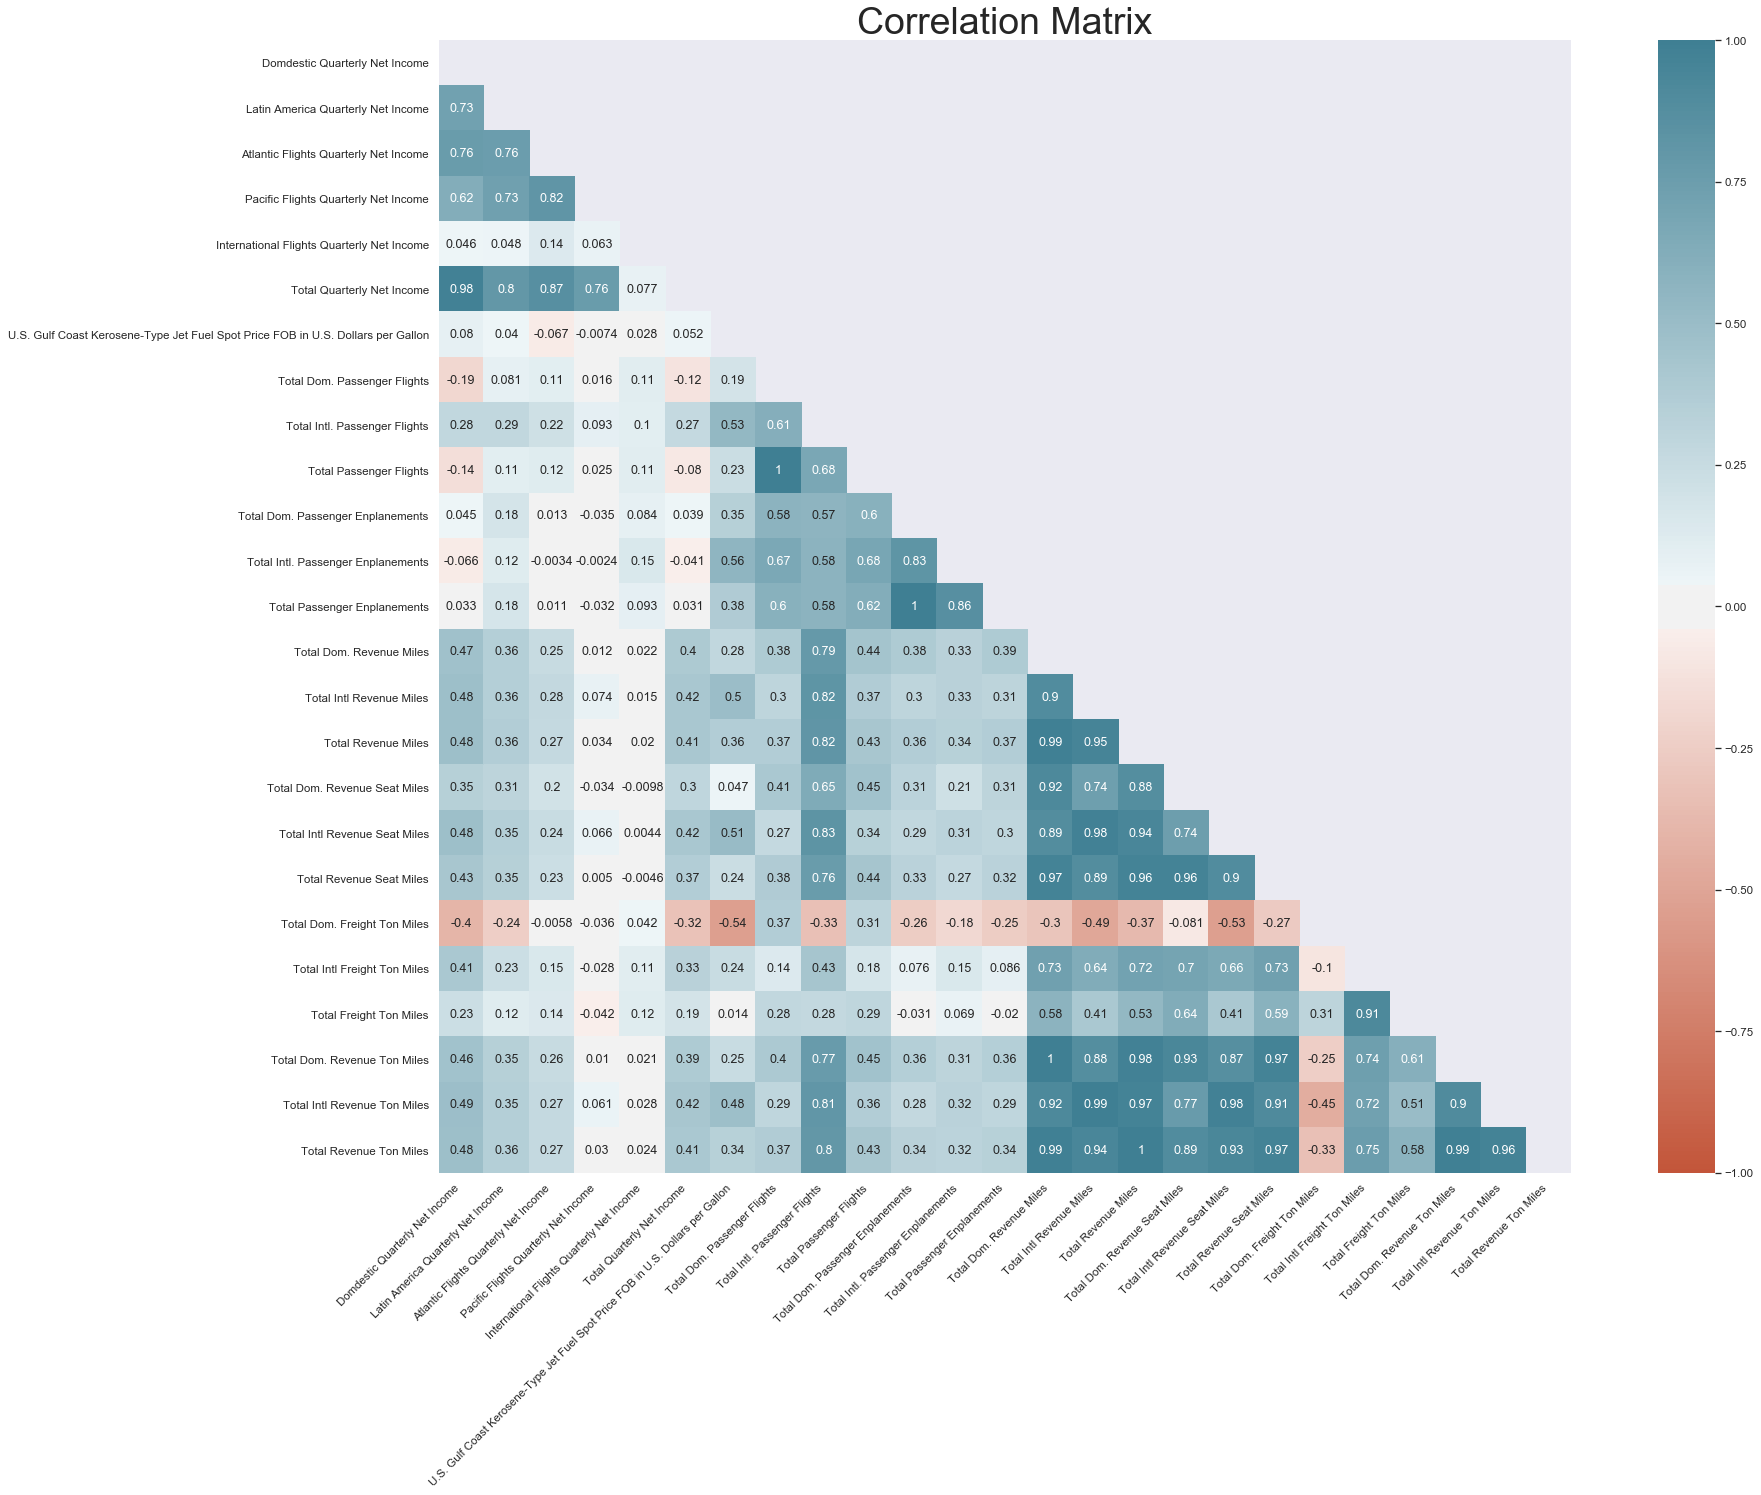 Correlation Matrix
Domdestic Quarterly Net Income
Latin America Quarterly Net Income 0.73
Atlantic Flights Quarterly Net Income 0.76 0.76
Pacific Flights Quarterly Net Income 0.62 0.73 0.82
International Flights Quarterly Net Income 0.046 0.048 0.14 0.063
Total Quarterly Net Income 0.98 0.8 0.87 0.76 0.077
U.S. Gulf Coast Kerosene-Type Jet Fuel Spot Price FOB in U.S. Dollars per Gallon 0.08 0.04 -0.067 -0.0074 0.028 0.052
Total Dom. Passenger Flights -0.19 0.081 0.11 0.016 0.11 -0.12 0.19
Total Intl. Passenger Flights 0.28 0.29 0.22 0.093 0.1 0.27 0.53 0.61
Total Passenger Flights -0.14 0.11 0.12 0.025 0.11 -0.08 0.23 1 0.68
Total Dom. Passenger Enplanements 0.045 0.18 0.013 -0.035 0.084 0.039 0.35 0.58 0.57 0.6
Total Intl. Passenger Enplanements -0.066 0.12 -0.0034 -0.0024 0.15 -0.041 0.56 0.67 0.58 0.68 0.83
Total Passenger Enplanements 0.033 0.18 0.011 -0.032 0.093 0.031 0.38 0.6 0.58 0.62 1 0.86
Total Dom. Revenue Miles 0.47 0.36 0.25 0.012 0.022 0.4 0.28 0.38 0.79 0.44 0.38 0.33 0.39
Total Intl Revenue Miles 0.48 0.36 0.28 0.074 0.015 0.42 0.5 0.3 0.82 0.37 0.3 0.33 0.31 0.9
Total Revenue Miles 0.48 0.36 0.27 0.034 0.02 0.41 0.36 0.37 0.82 0.43 0.36 0.34 0.37 0.99 0.95
Total Dom. Revenue Seat Miles 0.35 0.31 0.2 -0.034 -0.0098 0.3 0.047 0.41 0.65 0.45 0.31 0.21 0.31 0.92 0.74 0.88
Total Intl Revenue Seat Miles 0.48 0.35 0.24 0.066 0.0044 0.42 0.51 0.27 0.83 0.34 0.29 0.31 0.3 0.89 0.98 0.94 0.74
Total Revenue Seat Miles 0.43 0.35 0.23 0.005 -0.0046 0.37 0.24 0.38 0.76 0.44 0.33 0.27 0.32 0.97 0.89 0.96 0.96 0.9
Total Dom. Freight Ton Miles -0.4 -0.24 -0.0058 -0.036 0.042 -0.32 -0.54 0.37 -0.33 0.31 -0.26 -0.18 -0.25 -0.3 -0.49 -0.37 -0.081 -0.53 -0.27
Total Intl Freight Ton Miles 0.41 0.23 0.15 -0.028 0.11 0.33 0.24 0.14 0.43 0.18 0.076 0.15 0.086 0.73 0.64 0.72 0.7 0.66 0.73 -0.1
Total Freight Ton Miles 0.23 0.12 0.14 -0.042 0.12 0.19 0.014 0.28 0.28 0.29 -0.031 0.069 -0.02 0.58 0.41 0.53 0.64 0.41 0.59 0.31 0.91
Total Dom. Revenue Ton Miles 0.46 0.35 0.26 0.01 0.021 0.39 0.25 0.4 0.77 0.45 0.36 0.31 0.36 1 0.88 0.98 0.93 0.87 0.97 -0.25 0.74 0.61
Total Intl Revenue Ton Miles 0.49 0.35 0.27 0.061 0.028 0.42 0.48 0.29 0.81 0.36 0.28 0.32 0.29 0.92 0.99 0.97 0.77 0.98 0.91 -0.45 0.72 0.51 0.9
Total Revenue Ton Miles 0.48 0.36 0.27 0.03 0.024 0.41 0.34 0.37 0.8 0.43 0.34 0.32 0.34 0.99 0.94 1 0.89 0.93 0.97 -0.33 0.75 0.58 0.99 0.96
Domdestic Quarterly Net Income
Latin America Quarterly Net Income
Atlantic Flights Quarterly Net Income
Pacific Flights Quarterly Net Income
International Flights Quarterly Net Income
Total Quarterly Net Income
U.S. Gulf Coast Kerosene-Type Jet Fuel Spot Price FOB in U.S. Dollars per Gallon
Total Dom. Passenger Flights
Total Intl. Passenger Flights
Total Passenger Flights
Total Dom. Passenger Enplanements
Total Intl. Passenger Enplanements
Total Passenger Enplanements
Total Dom. Revenue Miles
Total Intl Revenue Miles
Total Revenue Miles
Total Dom. Revenue Seat Miles
Total Intl Revenue Seat Miles
Total Revenue Seat Miles
Total Dom. Freight Ton Miles
Total Intl Freight Ton Miles
Total Freight Ton Miles
Total Dom. Revenue Ton Miles
Total Intl Revenue Ton Miles
Total Revenue Ton Miles
1.00
0.75
0.50
0.25
0.00
−0.25
−0.50
−0.75
−1.00